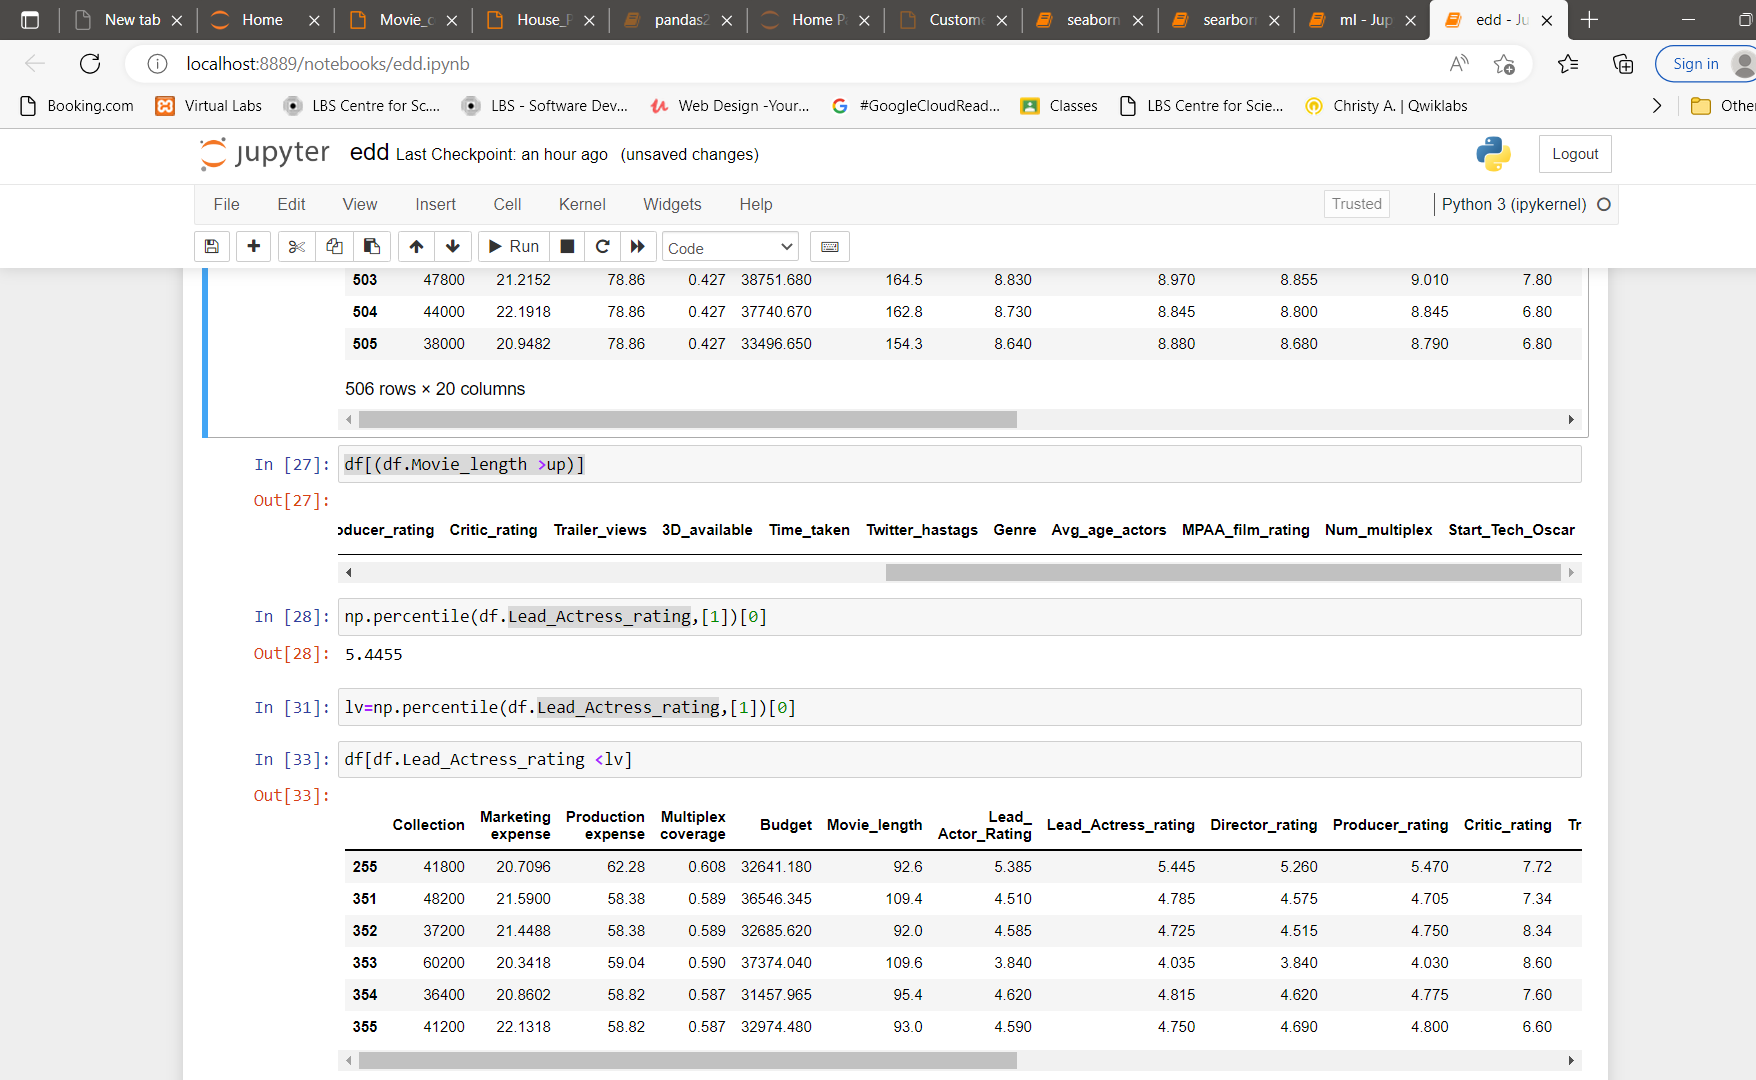 New tab Home Movie_c House_P pandas2 Home P Custome seaborn searborn ml - Jup edd - Ju
localhost:8889/notebooks/edd.ipynb Sign in
Booking.com Virtual Labs LBS Centre for Sc.... LBS - Software Dev... Web Design -Your... #GoogleCloudRead... Classes LBS Centre for Scie... Christy A. | Qwiklabs Other
jupyter edd Last Checkpoint: an hour ago (unsaved changes) Logout
File Edit View Insert Cell Kernel Widgets Help Trusted Python 3 (ipykernel)
Run Code
503 47800 21.2152 78.86 0.427 38751.680 164.5 8.830 8.970 8.855 9.010 7.80
504 44000 22.1918 78.86 0.427 37740.670 162.8 8.730 8.845 8.800 8.845 6.80
505 38000 20.9482 78.86 0.427 33496.650 154.3 8.640 8.880 8.680 8.790 6.80
506 rows × 20 columns
In [27]: df[(df.Movie_length >up)]
Out[27]:
oducer_rating Critic_rating Trailer_views 3D_available Time_taken Twitter_hastags Genre Avg_age_actors MPAA_film_rating Num_multiplex Start_Tech_Oscar
In [28]: np.percentile(df.Lead_Actress_rating,[1])[0]
Out[28]: 5.4455
In [31]: lv=np.percentile(df.Lead_Actress_rating,[1])[0]
In [33]: df[df.Lead_Actress_rating <lv]
Out[33]:
Collection Marketing expense Production expense Multiplex coverage Budget Movie_length Lead_ Actor_Rating Lead_Actress_rating Director_rating Producer_rating Critic_rating Tr
255 41800 20.7096 62.28 0.608 32641.180 92.6 5.385 5.445 5.260 5.470 7.72
351 48200 21.5900 58.38 0.589 36546.345 109.4 4.510 4.785 4.575 4.705 7.34
352 37200 21.4488 58.38 0.589 32685.620 92.0 4.585 4.725 4.515 4.750 8.34
353 60200 20.3418 59.04 0.590 37374.040 109.6 3.840 4.035 3.840 4.030 8.60
354 36400 20.8602 58.82 0.587 31457.965 95.4 4.620 4.815 4.620 4.775 7.60
355 41200 22.1318 58.82 0.587 32974.480 93.0 4.590 4.750 4.690 4.800 6.60